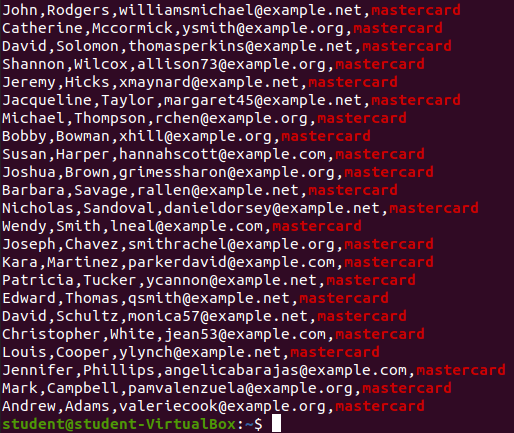 John,Rodgers,williamsmichael@example.net,mastercard
Catherine,Mccormick,ysmith@example.org,mastercard
David,Solomon,thomasperkins@example.net,mastercard
Shannon,Wilcox,allison73@example.org,mastercard
Jeremy,Hicks,xmaynard@example.net,mastercard
Jacqueline,Taylor,margaret45@example.net,mastercard
Michael,Thompson,rchen@example.org,mastercard
Bobby,Bowman,xhill@example.org,mastercard
Susan,Harper,hannahscott@example.com,mastercard
Joshua,Brown,grimessharon@example.org,mastercard
Barbara,Savage,rallen@example.net,mastercard
Nicholas,Sandoval,danieldorsey@example.net,mastercard
Wendy,Smith,lneal@example.com,mastercard
Joseph,Chavez,smithrachel@example.org,mastercard
Kara,Martinez,parkerdavid@example.com,mastercard
Patricia,Tucker,ycannon@example.net,mastercard
Edward,Thomas,qsmith@example.net,mastercard
David,Schultz,monica57@example.net,mastercard
Christopher,White,jean53@example.com,mastercard
Louis,Cooper,ylynch@example.net,mastercard
Jennifer,Phillips,angelicabarajas@example.com,mastercard
Mark,Campbell,pamvalenzuela@example.org,mastercard
Andrew,Adams,valeriecook@example.org,mastercard
student@student-VirtualBox:~$